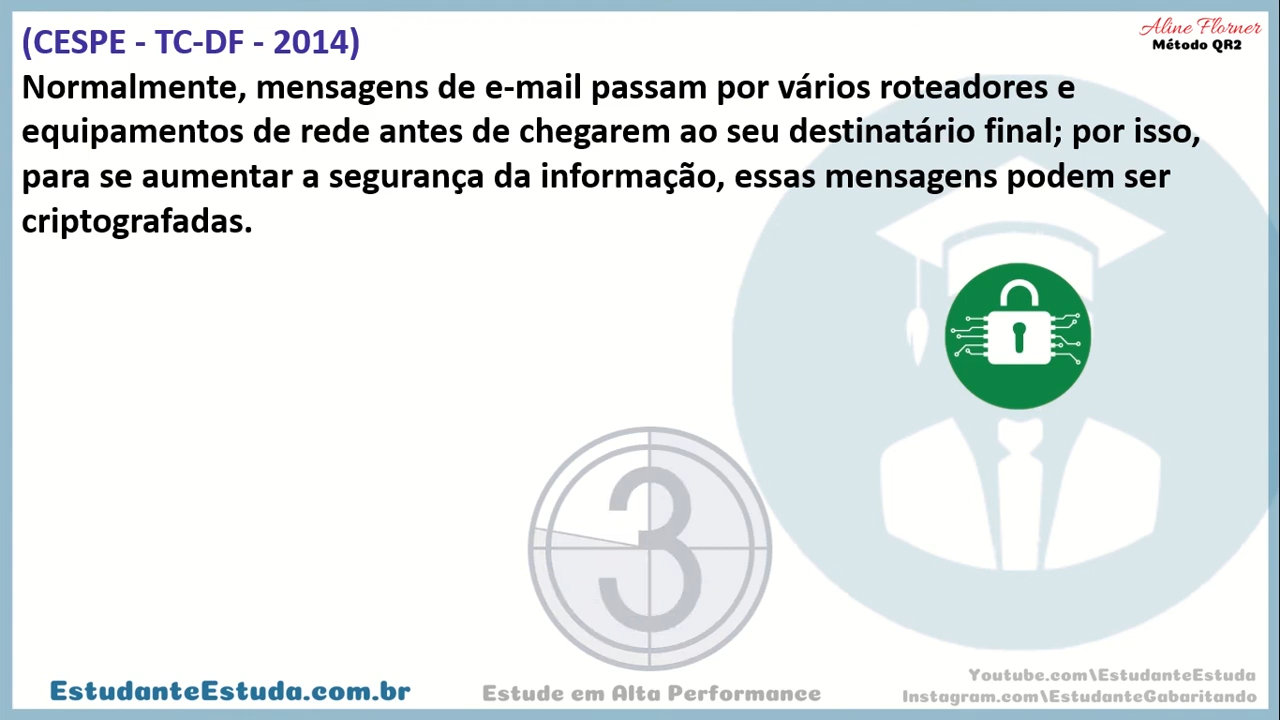 (CESPE - TC-DF - 2014)
Aline Florner
Método QR2
Normalmente, mensagens de e-mail passam por vários roteadores e
equipamentos de rede antes de chegarem ao seu destinatário final; por isso,
para se aumentar a segurança da informação, essas mensagens podem ser
criptografadas.
3
EstudanteEstuda.com.br
Estude em Alta Performance
Youtube.com\EstudanteEstuda
Instagram.com\EstudanteGabaritando